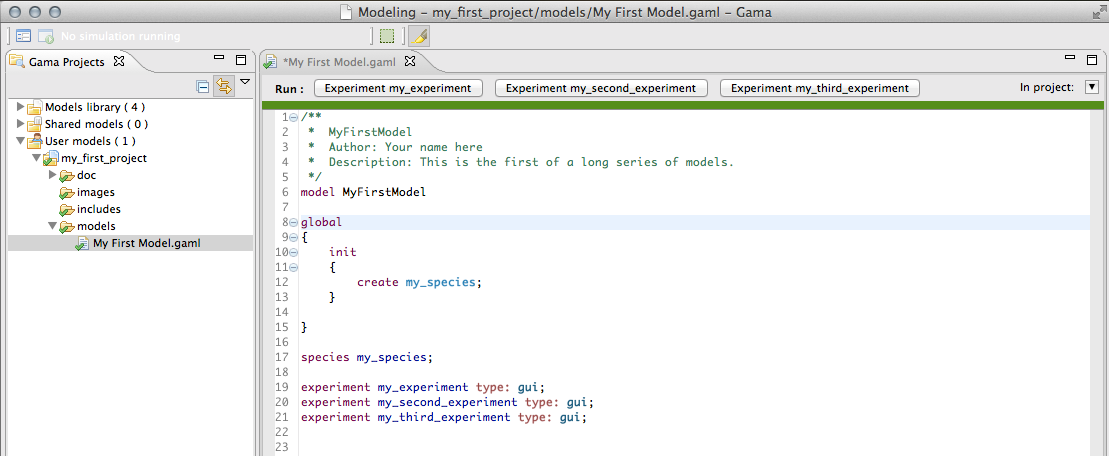 Modeling – my_first_project/models/My First Model.gaml – Gama
No simulation running
Gama Projects
Models library ( 4 )
Shared models ( 0 )
User models ( 1 )
my_first_project
doc
images
includes
models
My First Model.gaml
*My First Model.gaml
Run : Experiment my_experiment Experiment my_second_experiment Experiment my_third_experiment In project:
1 /**
2  *  MyFirstModel
3  *  Author: Your name here
4  *  Description: This is the first of a long series of models.
5  */
6 model MyFirstModel
7
8 global
9 {
10     init
11     {
12         create my_species;
13     }
14
15 }
16
17 species my_species;
18
19 experiment my_experiment type: gui;
20 experiment my_second_experiment type: gui;
21 experiment my_third_experiment type: gui;
22
23